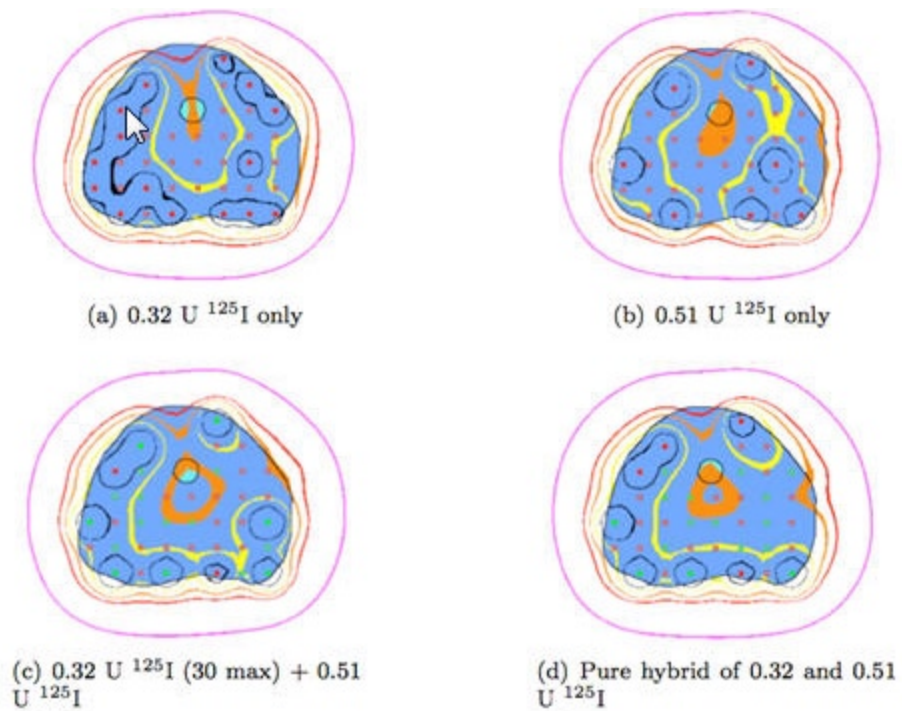 (a) 0.32 U ¹²⁵I only
(b) 0.51 U ¹²⁵I only
(c) 0.32 U ¹²⁵I (30 max) + 0.51
U ¹²⁵I
(d) Pure hybrid of 0.32 and 0.51
U ¹²⁵I